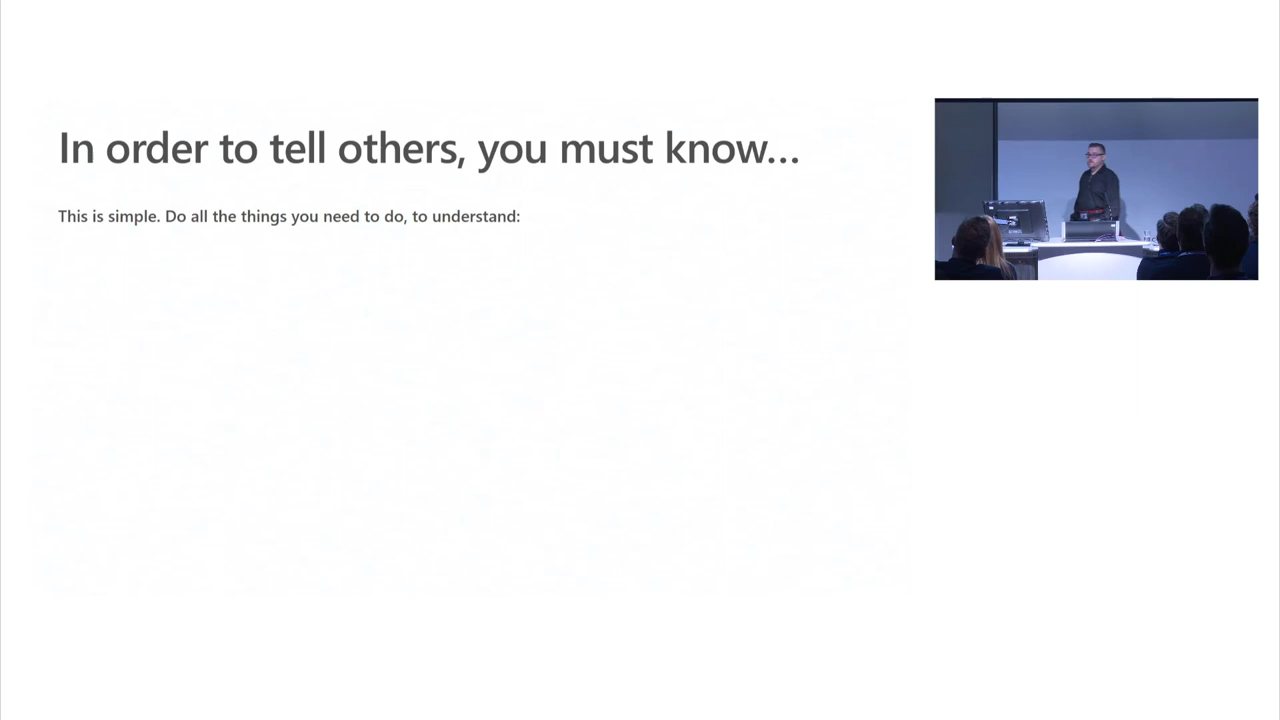 In order to tell others, you must know...
This is simple. Do all the things you need to do, to understand: